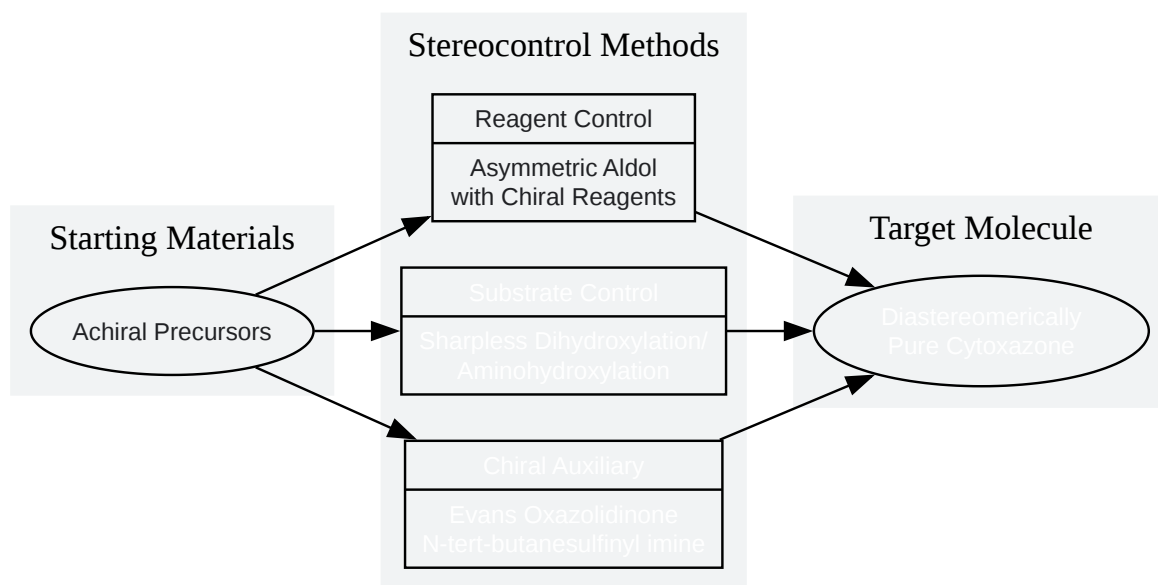 Stereocontrol Methods
Reagent Control
Asymmetric Aldol
with Chiral Reagents
Starting Materials
Achiral Precursors
Substrate Control
Sharpless Dihydroxylation/
Aminohydroxylation
Chiral Auxiliary
Evans Oxazolidinone
N-tert-butanesulfinyl imine
Target Molecule
Diastereomerically
Pure Cytoxazone